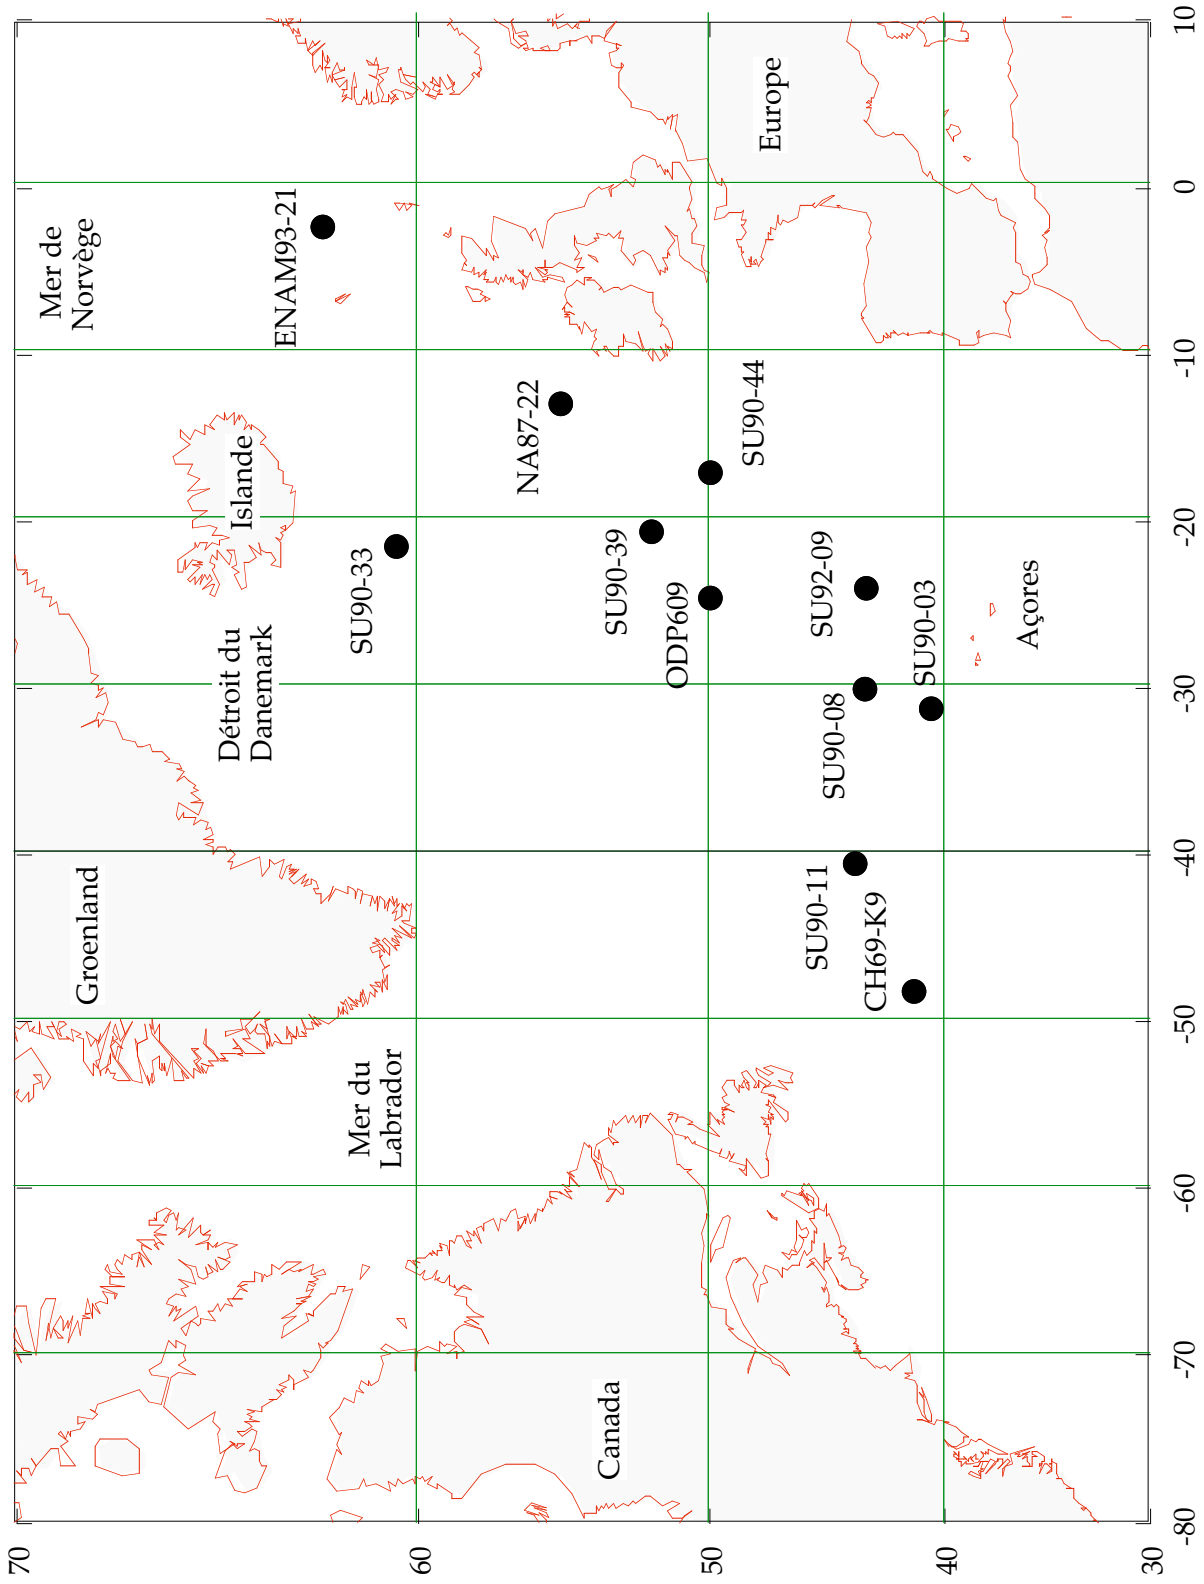 70
60
50
40
30
-80
-70
-60
-50
-40
-30
-20
-10
0
10
Groenland
Détroit du
Danemark
Islande
Mer de
Norvège
ENAM93-21
Mer du
Labrador
SU90-33
NA87-22
Canada
SU90-39
ODP609
SU90-44
Europe
SU90-11
CH69-K9
SU90-08
SU92-09
SU90-03
Açores